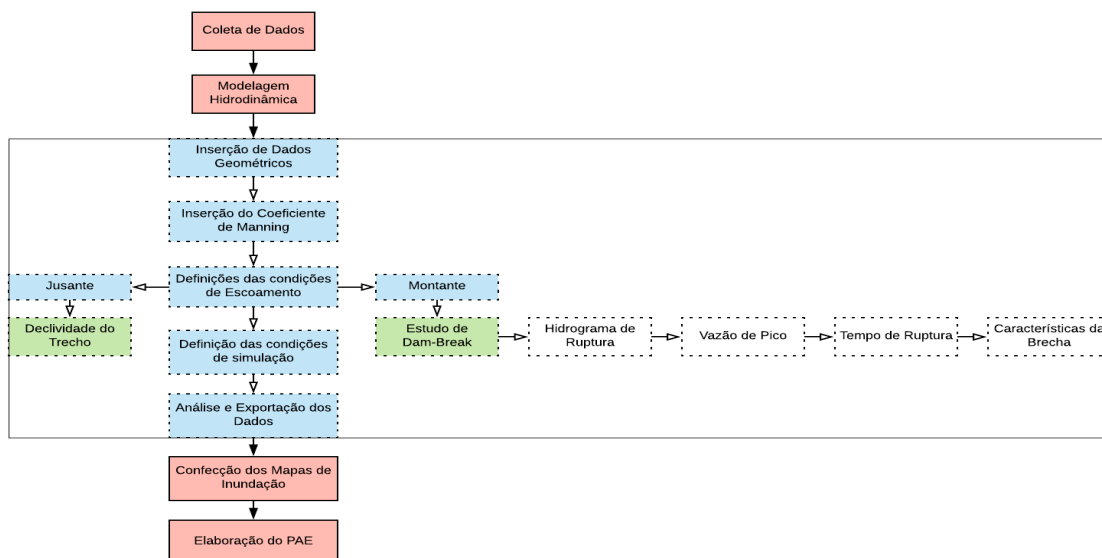 Coleta de Dados
Modelagem
Hidrodinâmica
Inserção de Dados
Geométricos
Inserção do Coeficiente
de Manning
Jusante
Definições das condições
de Escoamento
Montante
Declividade do
Trecho
Definição das condições
de simulação
Estudo de
Dam-Break
Hidrograma de
Ruptura
Vazão de Pico
Tempo de Ruptura
Características da
Brecha
Análise e Exportação dos
Dados
Confecção dos Mapas de
Inundação
Elaboração do PAE